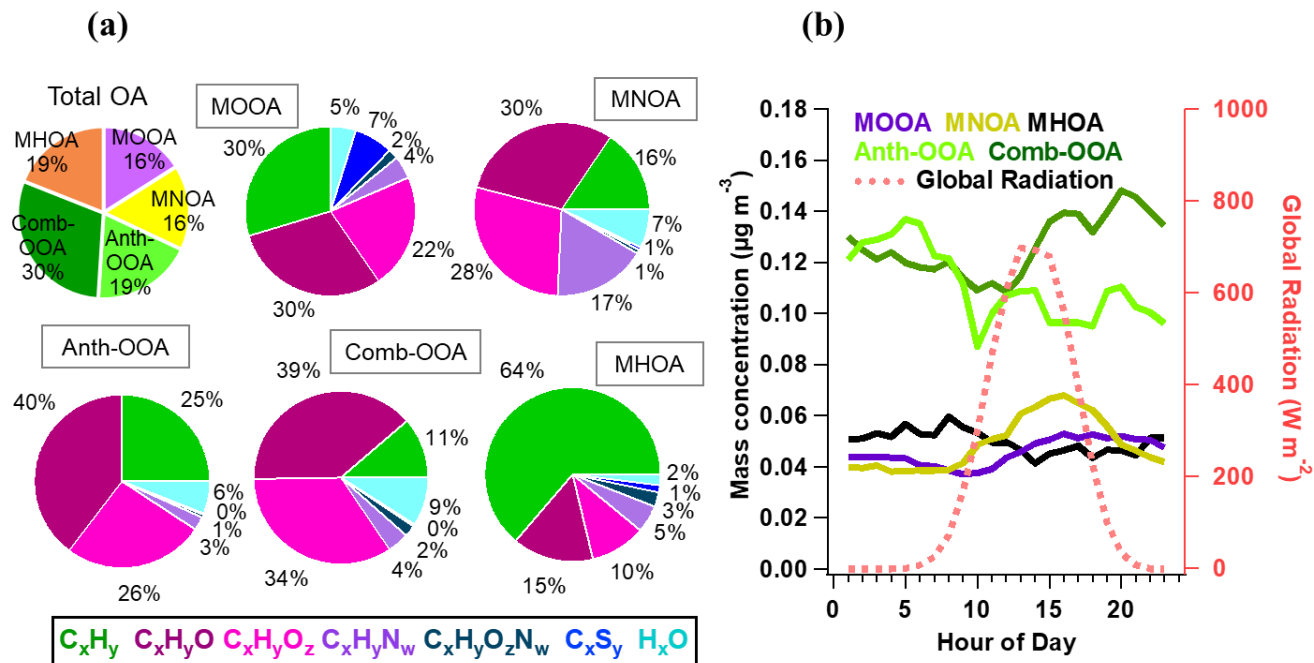 (a)
Total OA
MHOA
19%
MOOA
16%
MNOA
16%
Comb-
OOA
30%
Anth-
OOA
19%
MOOA
5%
7%
2%
4%
30%
22%
30%
MNOA
30%
16%
7%
1%
1%
28%
17%
Anth-OOA
40%
25%
6%
0%
1%
3%
26%
Comb-OOA
39%
11%
9%
0%
2%
4%
34%
MHOA
64%
2%
1%
3%
5%
10%
15%
CxHy CxHyO CxHyOz CxHyNw CxHyOzNw CxSy HxO
(b)
MOOA MNOA MHOA
Anth-OOA Comb-OOA
Global Radiation
Mass concentration (µg m⁻³)
0.18
0.16
0.14
0.12
0.10
0.08
0.06
0.04
0.02
0.00
0 5 10 15 20
Hour of Day
1000
800
600
400
200
0
Global Radiation (W m⁻²)